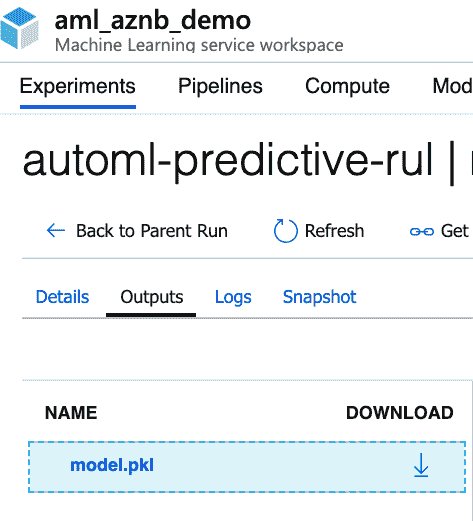 aml_aznb_demo
Machine Learning service workspace
Experiments Pipelines Compute Mod
automl-predictive-rul |
Back to Parent Run Refresh Get
Details Outputs Logs Snapshot
NAME DOWNLOAD
model.pkl